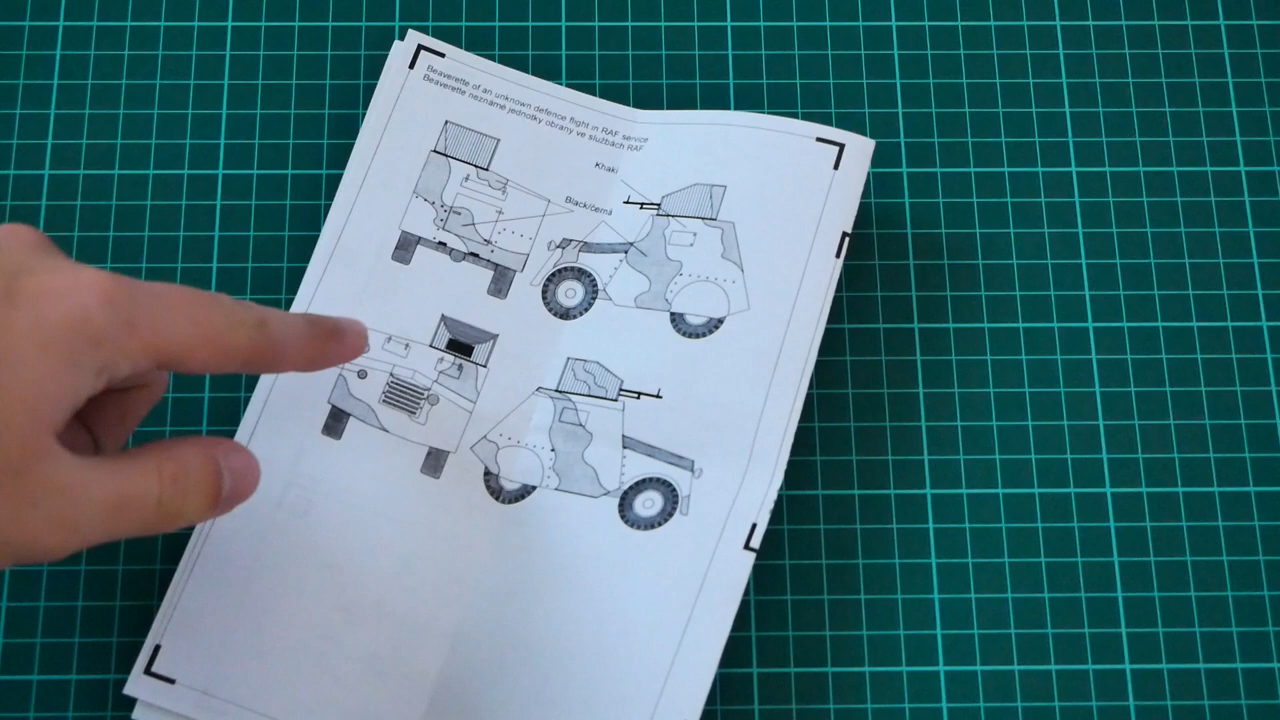 Beaverette of an unknown defence flight in RAF service
Beaverette neznámé jednotky obrany ve službách RAF
Khaki
Black/černá